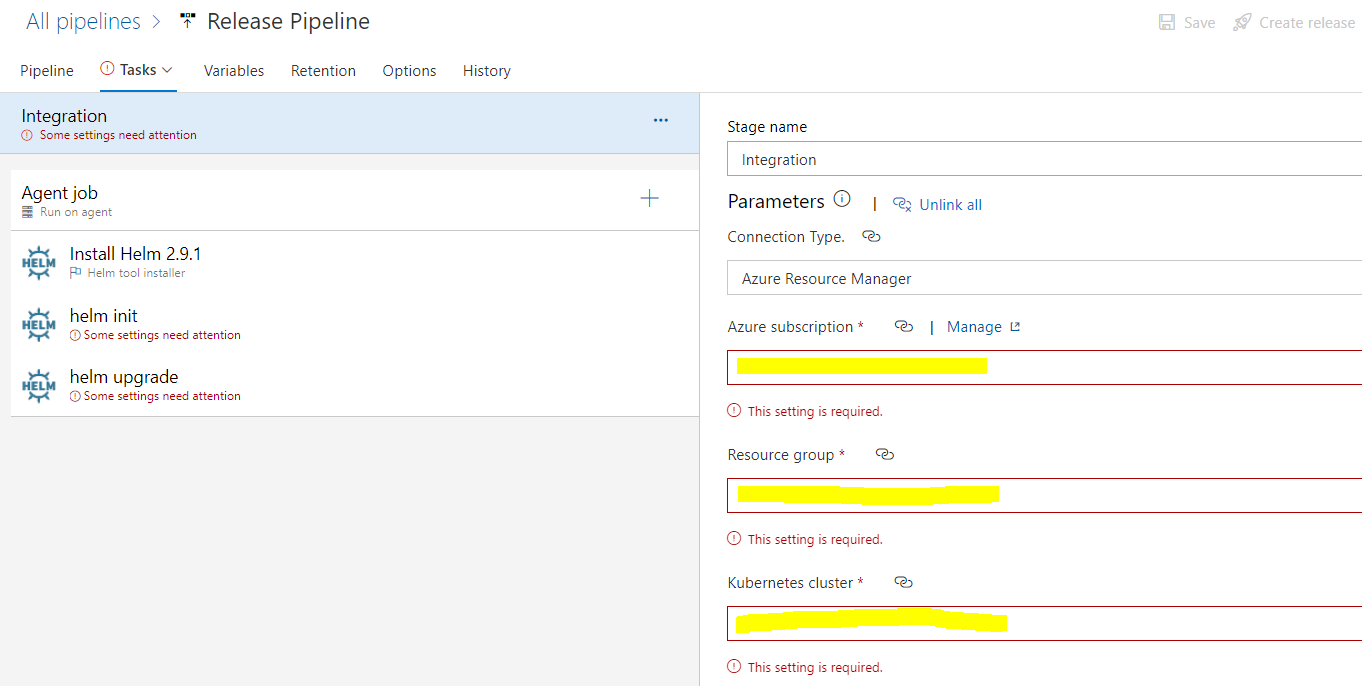 All pipelines > Release Pipeline
Save Create release
Pipeline Tasks Variables Retention Options History
Integration
Some settings need attention
...
Agent job
Run on agent
HELM
Install Helm 2.9.1
Helm tool installer
HELM
helm init
Some settings need attention
HELM
helm upgrade
Some settings need attention
Stage name
Integration
Parameters | Unlink all
Connection Type.
Azure Resource Manager
Azure subscription * | Manage
This setting is required.
Resource group *
This setting is required.
Kubernetes cluster *
This setting is required.